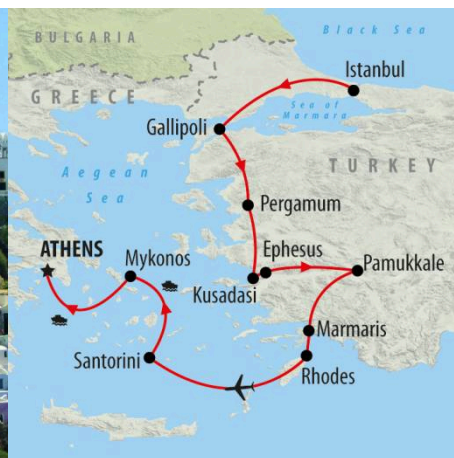 BULGARIA
Black Sea
Istanbul
GREECE
Sea of
Marmara
Gallipoli
TURKEY
Aegean
Sea
Pergamum
ATHENS
Mykonos
Ephesus
Pamukkale
Kusadasi
Marmaris
Santorini
Rhodes